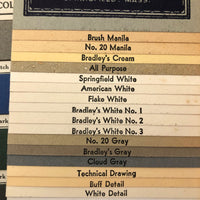 COL
MASS.
Brush Manila
No. 20 Manila
Bradley's Cream
All Purpose
Springfield White
American White
Flake White
Bradley's White No. 1
Bradley's White No. 2
Bradley's White No. 3
No. 20 Gray
Bradley's Gray
Cloud Gray
Technical Drawing
Buff Detail
White Detail